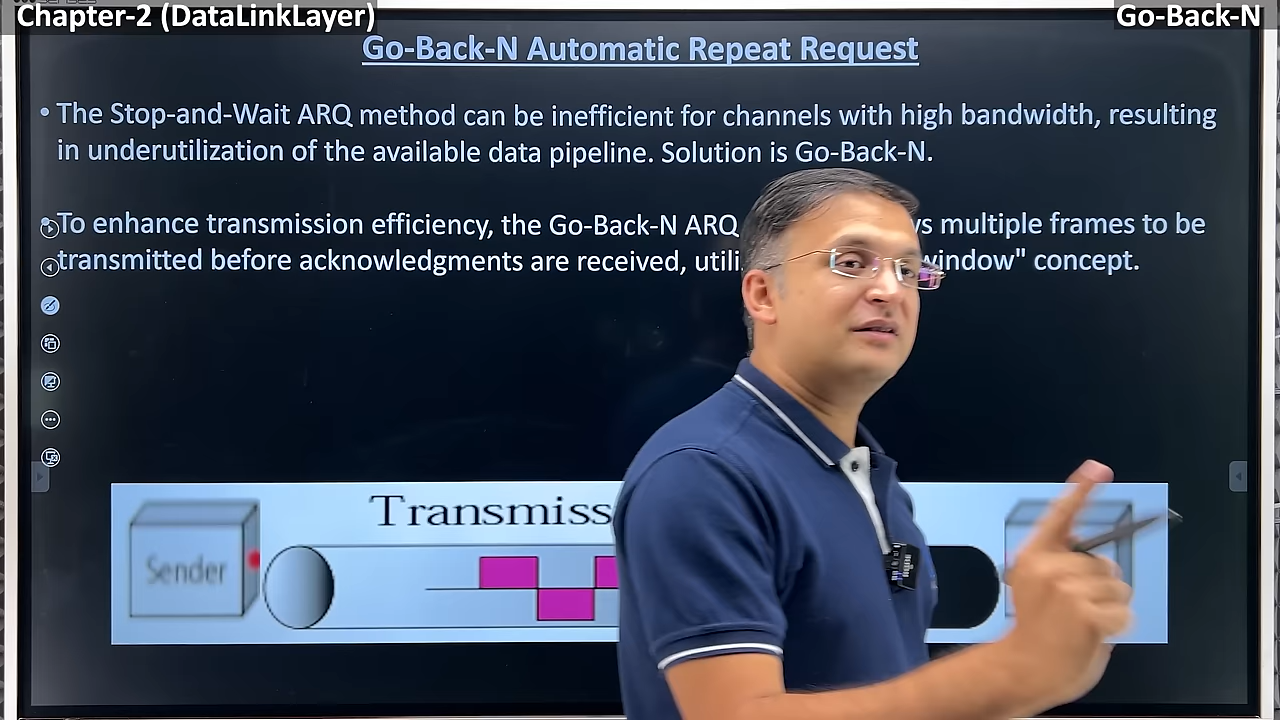 Chapter-2 (DataLinkLayer)
Go-Back-N
Go-Back-N Automatic Repeat Request
• The Stop-and-Wait ARQ method can be inefficient for channels with high bandwidth, resulting
in underutilization of the available data pipeline. Solution is Go-Back-N.
• To enhance transmission efficiency, the Go-Back-N ARQ multiple frames to be
transmitted before acknowledgments are received, window" concept.
Sender